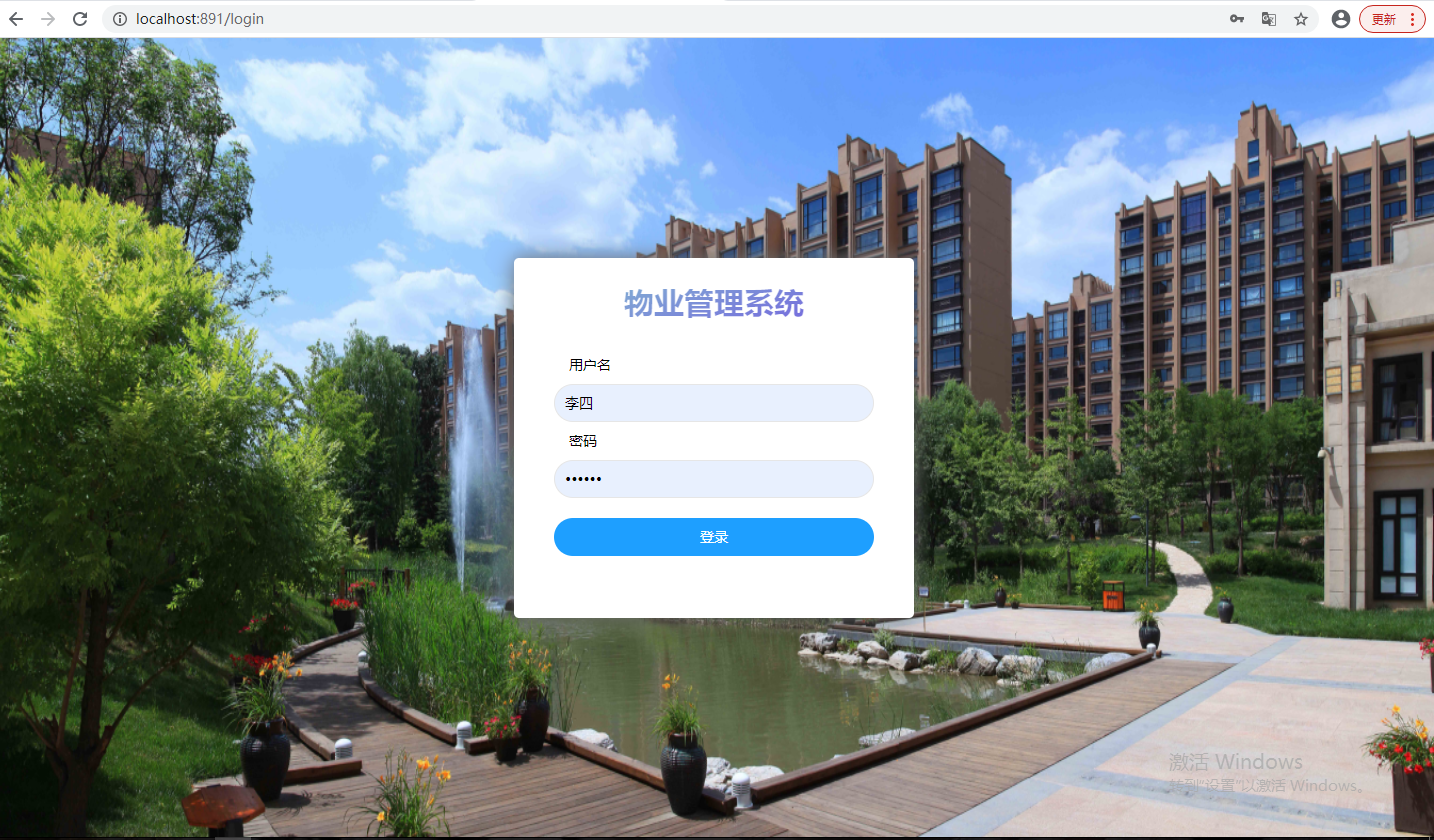 localhost:891/login
更新
物业管理系统
用户名
李四
密码
••••••
登录
激活 Windows
转到"设置"以激活 Windows。